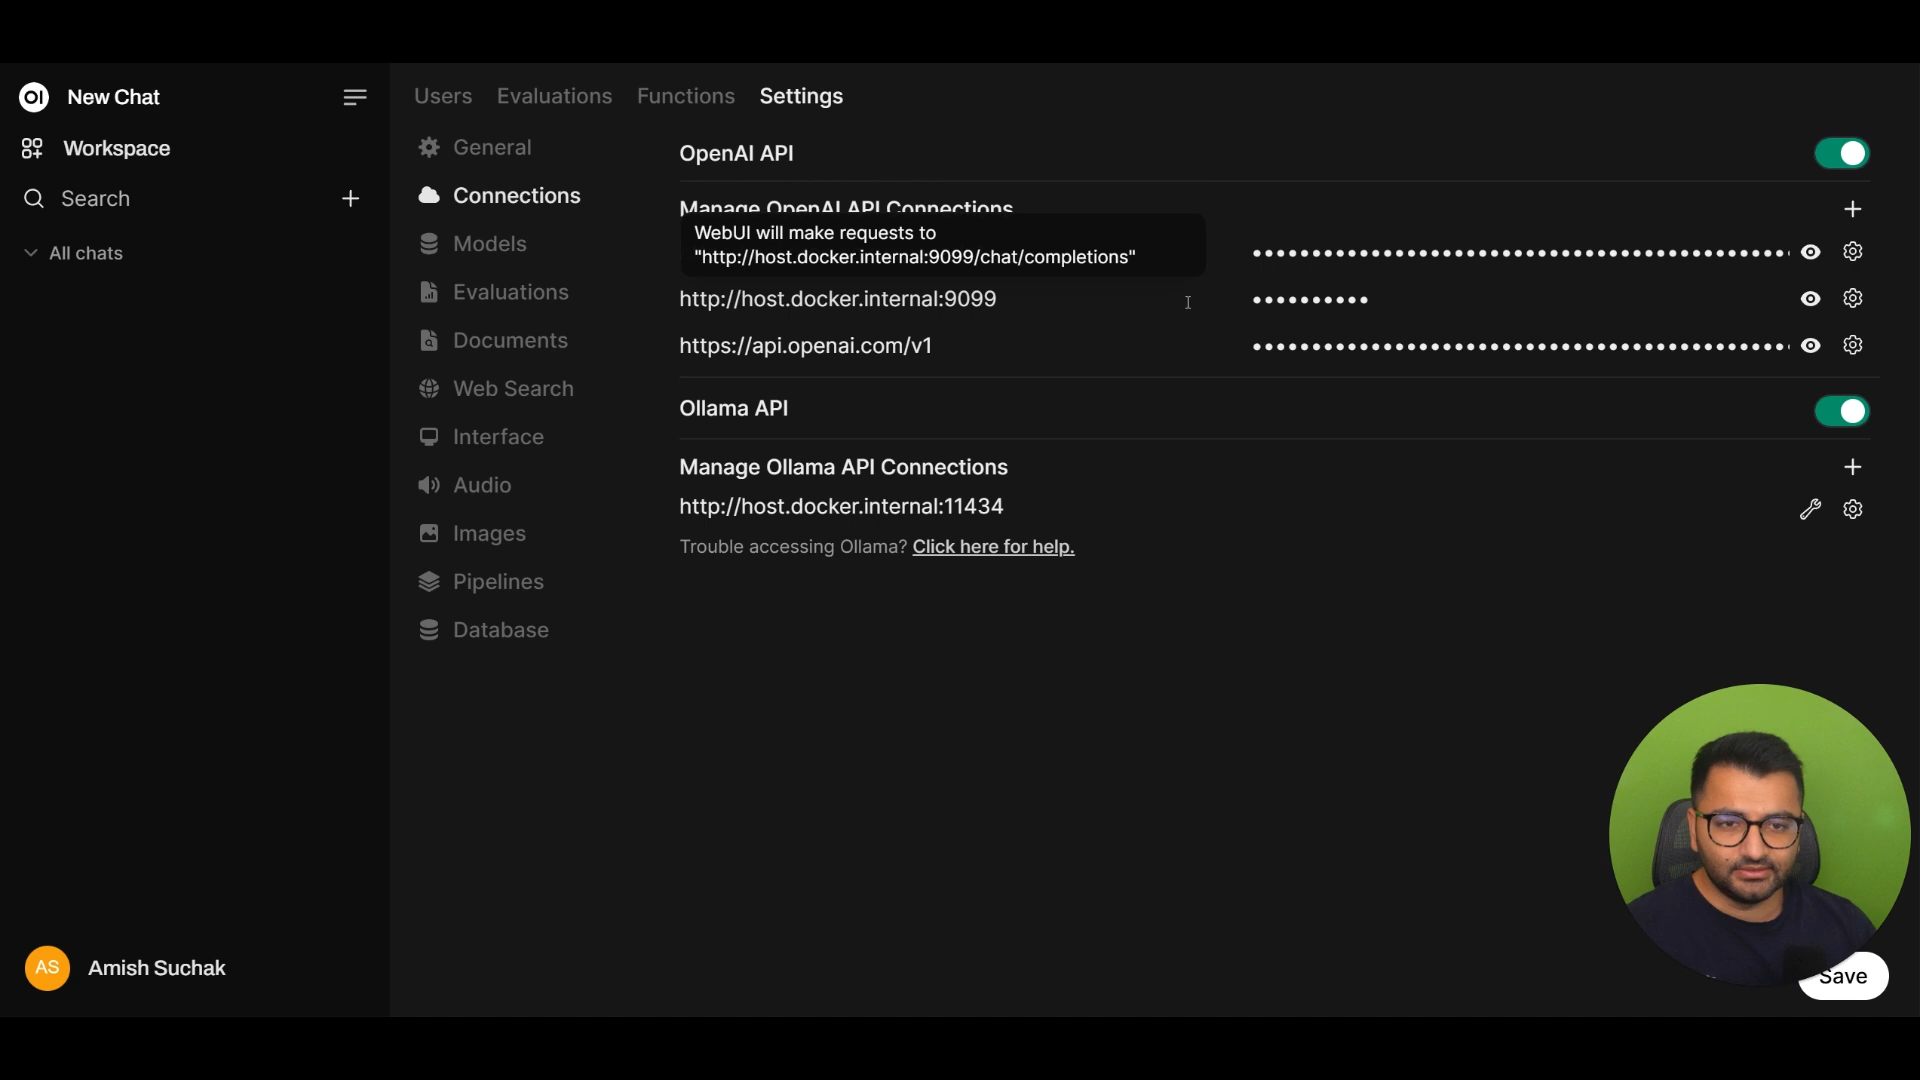 OI New Chat
Workspace
Search
All chats
AS Amish Suchak
Users Evaluations Functions Settings
General
Connections
Models
Evaluations
Documents
Web Search
Interface
Audio
Images
Pipelines
Database
OpenAI API
Manage OpenAI API Connections
WebUI will make requests to
"http://host.docker.internal:9099/chat/completions"
http://host.docker.internal:9099
https://api.openai.com/v1
Ollama API
Manage Ollama API Connections
http://host.docker.internal:11434
Trouble accessing Ollama? Click here for help.
Save